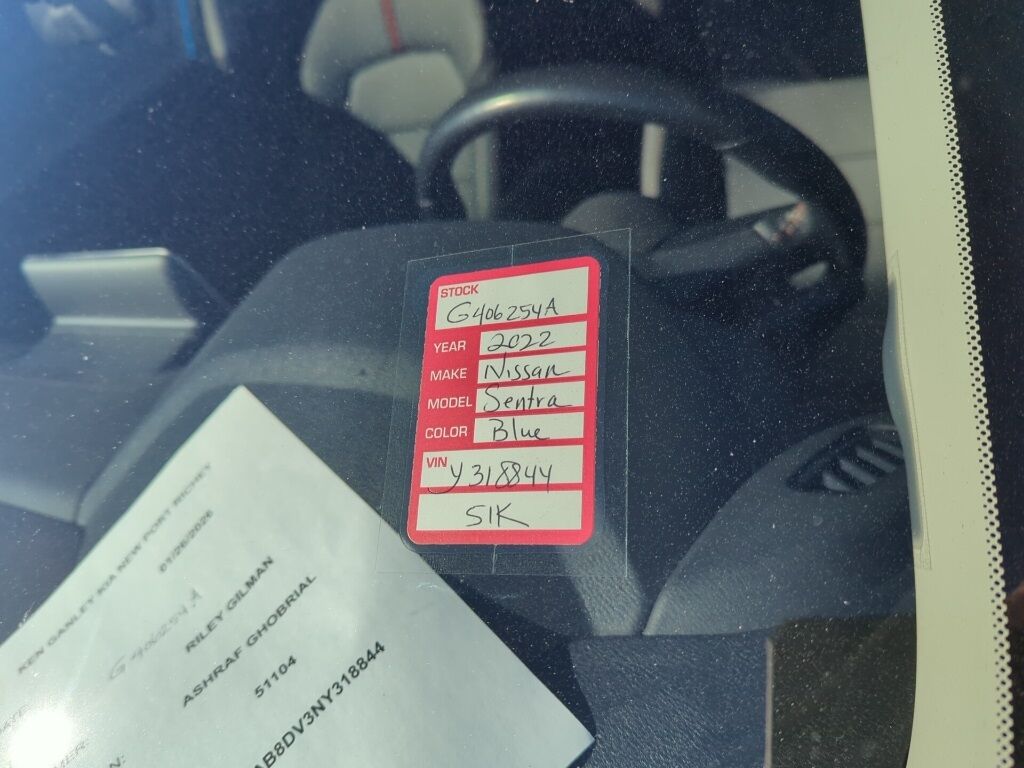 STOCK
G406254A
YEAR 2022
MAKE Nissan
MODEL Sentra
COLOR Blue
VIN Y318844
51K
KEN GANLEY KIA NEW PORT RICHEY
01/26/2026
G406254A
RILEY GILMAN
ASHRAF GHOBRIAL
51104
AB8DV3NY318844